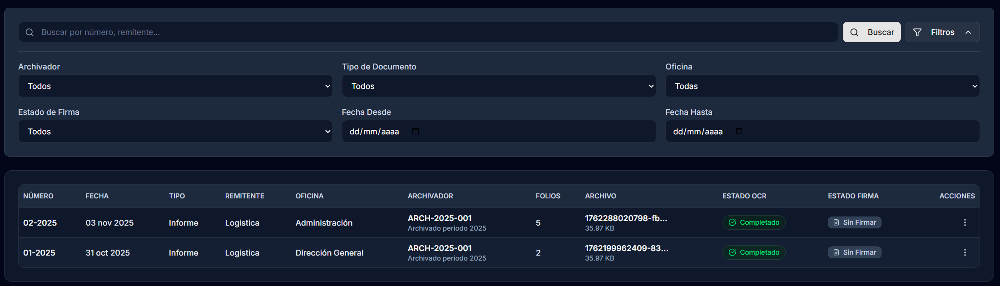 Buscar por número, remitente...
Buscar
Filtros
Archivador
Tipo de Documento
Oficina
Todos
Todos
Todas
Estado de Firma
Fecha Desde
Fecha Hasta
Todos
dd/mm/aaaa
dd/mm/aaaa
NÚMERO FECHA TIPO REMITENTE OFICINA ARCHIVADOR FOLIOS ARCHIVO ESTADO OCR ESTADO FIRMA ACCIONES
02-2025 03 nov 2025 Informe Logistica Administración ARCH-2025-001 5 1762288020798-fb... Completado Sin Firmar
Archivado periodo 2025 35.97 KB
01-2025 31 oct 2025 Informe Logistica Dirección General ARCH-2025-001 2 1762199962409-83... Completado Sin Firmar
Archivado periodo 2025 35.97 KB